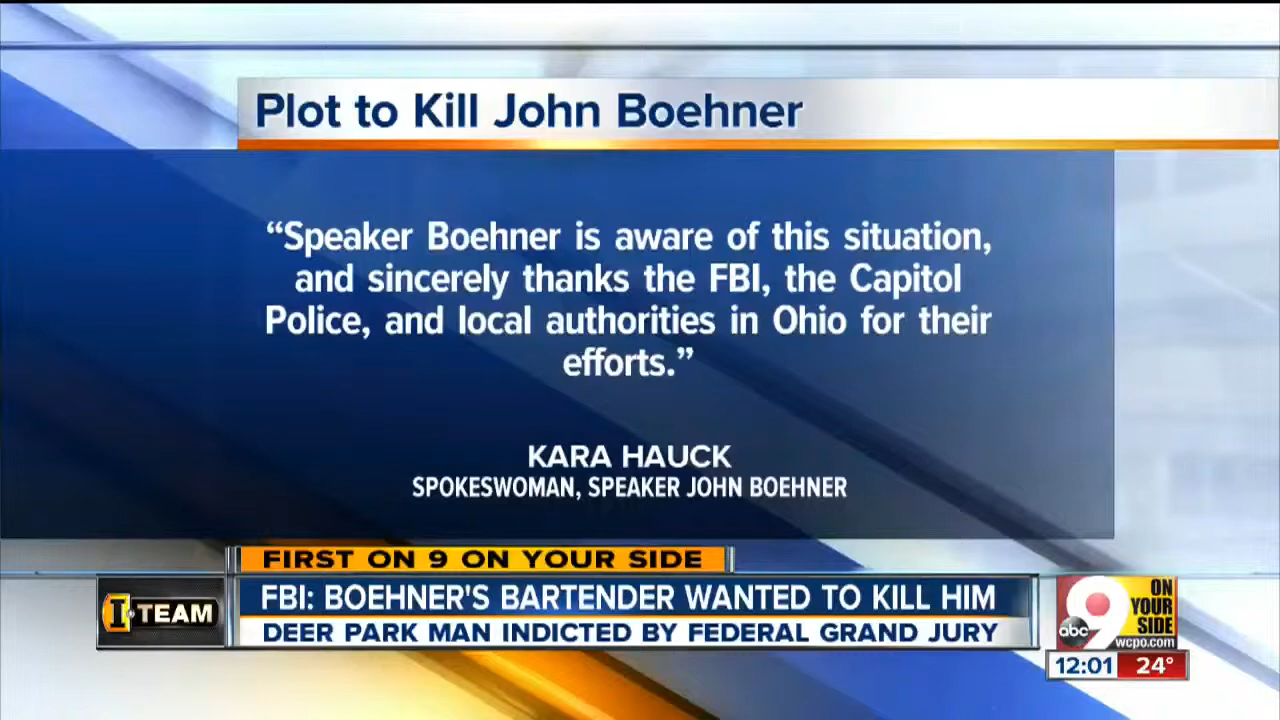 Plot to Kill John Boehner
“Speaker Boehner is aware of this situation,
and sincerely thanks the FBI, the Capitol
Police, and local authorities in Ohio for their
efforts.”
KARA HAUCK
SPOKESWOMAN, SPEAKER JOHN BOEHNER
FIRST ON 9 ON YOUR SIDE
I-TEAM
FBI: BOEHNER'S BARTENDER WANTED TO KILL HIM
DEER PARK MAN INDICTED BY FEDERAL GRAND JURY
abc 9
ON
YOUR
SIDE
wcpo.com
12:01 24°